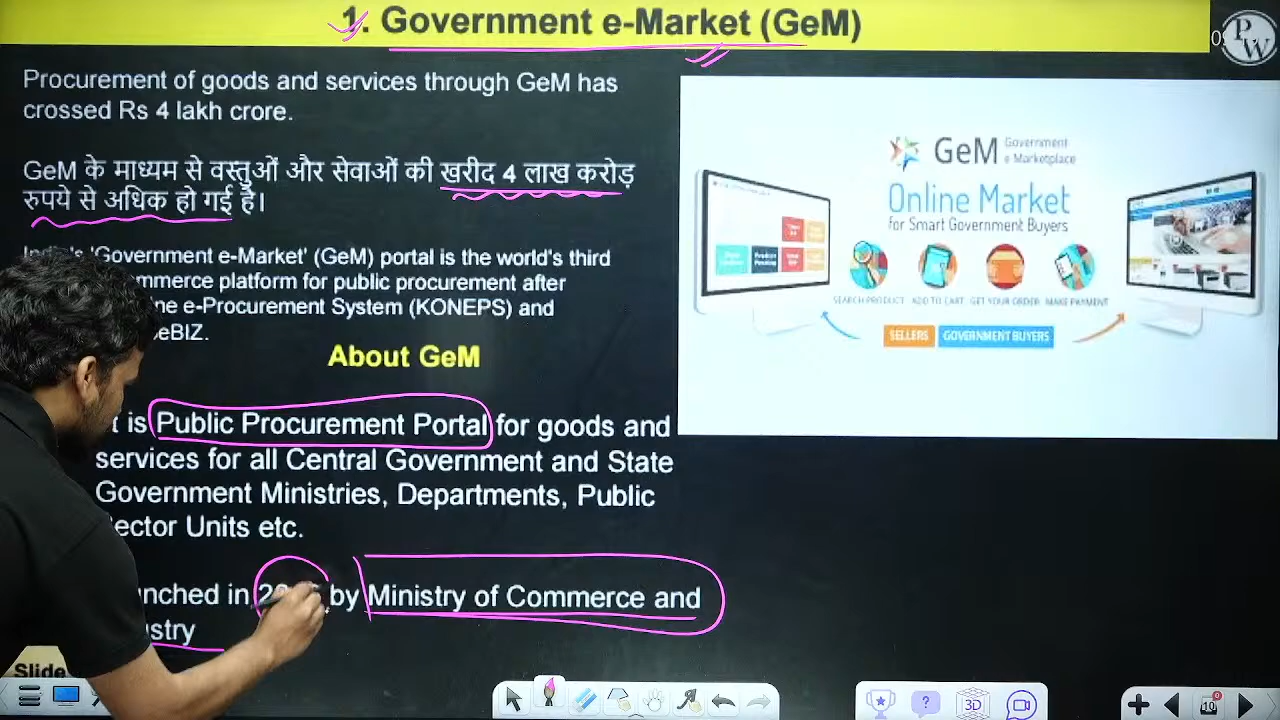 1. Government e-Market (GeM)
PW
Procurement of goods and services through GeM has
crossed Rs 4 lakh crore.
GeM के माध्यम से वस्तुओं और सेवाओं की खरीद 4 लाख करोड़
रुपये से अधिक हो गई है।
Government e-Market' (GeM) portal is the world's third
platform for public procurement after
e-Procurement System (KONEPS) and
eBIZ.
GeM Government
e Marketplace
Online Market
for Smart Government Buyers
SEARCH PRODUCT ADD TO CART GET YOUR ORDER MAKE PAYMENT
SELLERS GOVERNMENT BUYERS
About GeM
is Public Procurement Portal for goods and
services for all Central Government and State
Government Ministries, Departments, Public
Units etc.
in by Ministry of Commerce and
Slide
3D
10